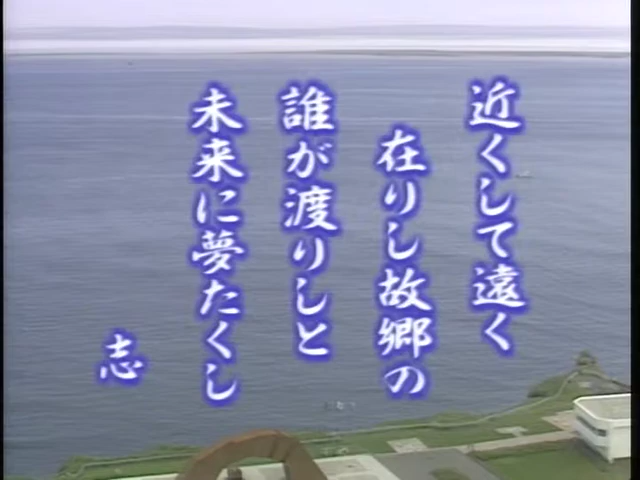 近くして遠く
在りし故郷の
誰が渡りしと
未来に夢たくし
志